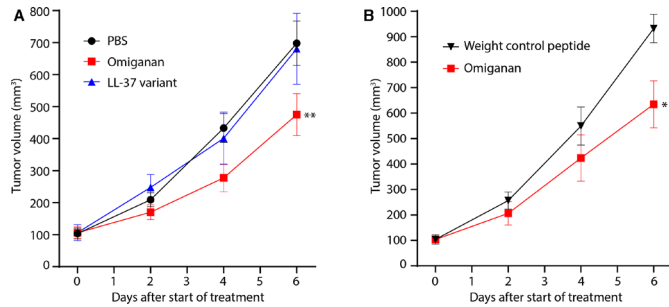 A
PBS
Omiganan
LL-37 variant
Tumor volume (mm³)
800
700
600
500
400
300
200
100
0
**
0 1 2 3 4 5 6
Days after start of treatment
B
Weight control peptide
Omiganan
Tumor volume (mm³)
1000
900
800
700
600
500
400
300
200
100
0
*
0 1 2 3 4 5 6
Days after start of treatment